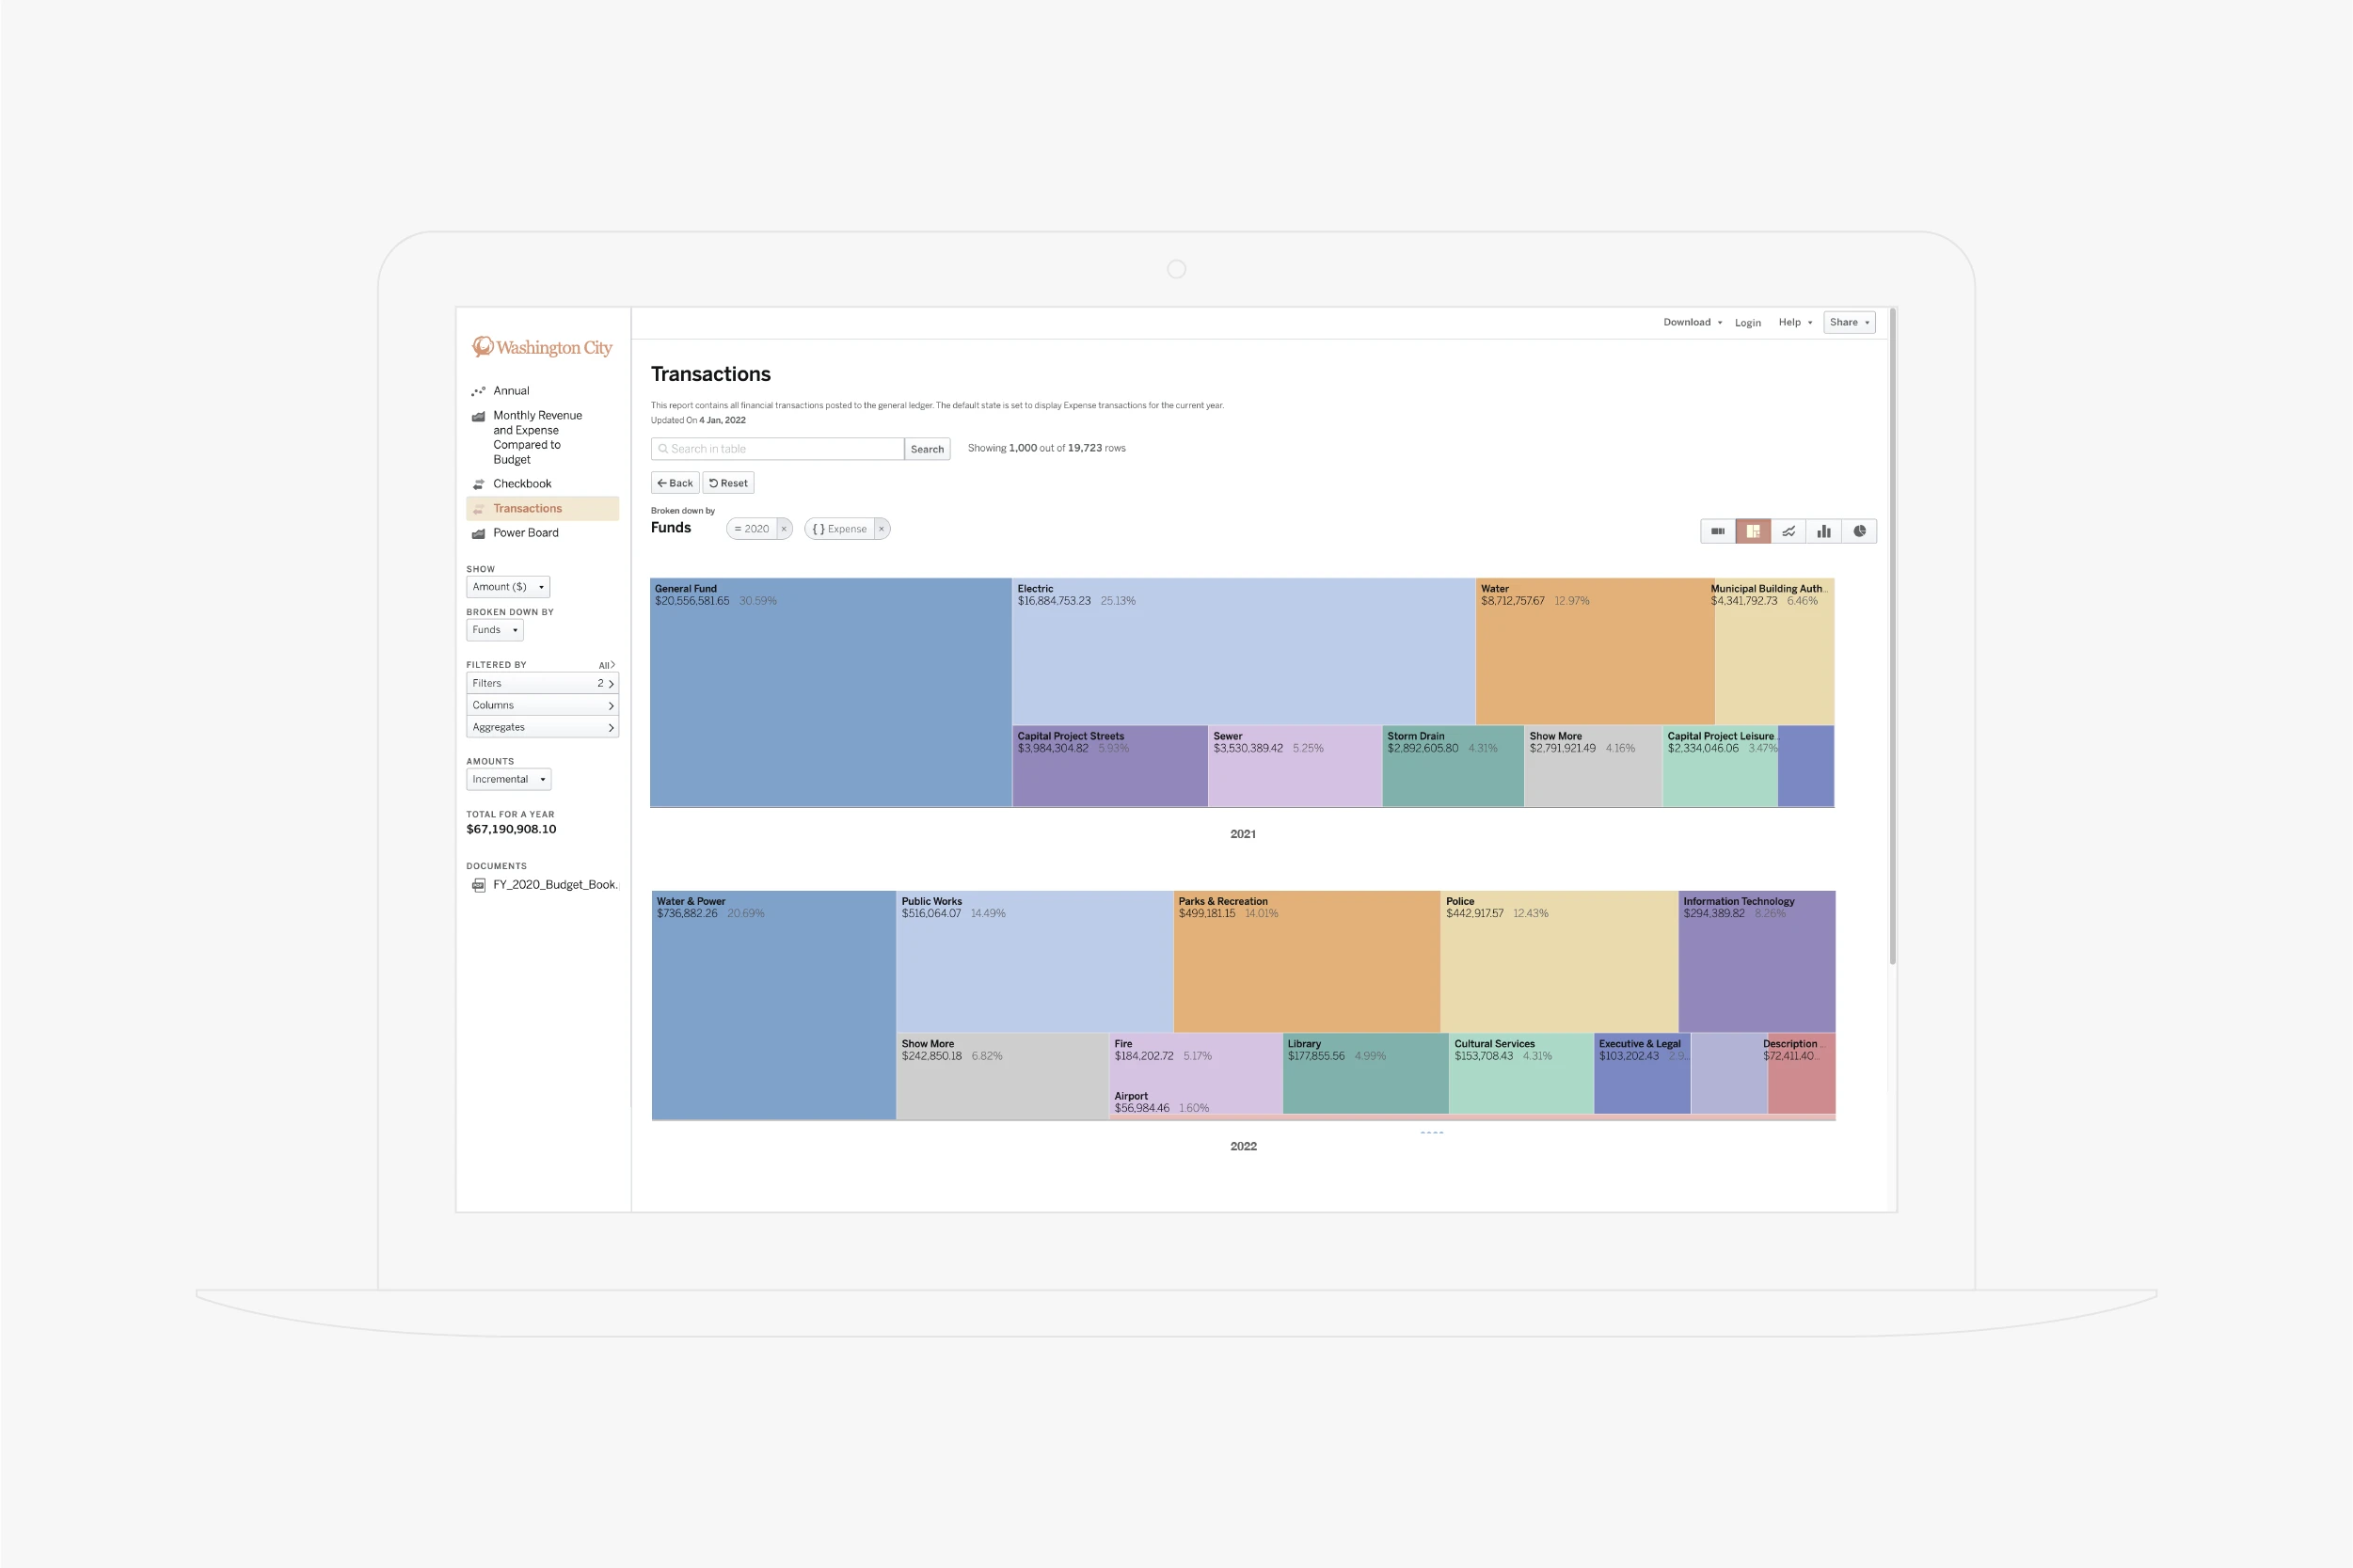 Download
Login
Help
Share
Washington City
Annual
Monthly Revenue
and Expense
Compared to
Budget
Checkbook
Transactions
Power Board
SHOW
Amount ($)
BROKEN DOWN BY
Funds
FILTERED BY All
Filters 2
Columns
Aggregates
AMOUNTS
Incremental
TOTAL FOR A YEAR
$67,190,908.10
DOCUMENTS
FY_2020_Budget_Book.
Transactions
This report contains all financial transactions posted to the general ledger. The default state is set to display Expense transactions for the current year.
Updated On 4 Jan, 2022
Search in table
Search
Showing 1,000 out of 19,723 rows
Back
Reset
Broken down by
Funds
= 2020 ×
{ } Expense ×
General Fund
$20,556,581.65 30.59%
Electric
$16,884,753.23 25.13%
Water
$8,712,757.67 12.97%
Municipal Building Auth...
$4,341,792.73 6.46%
Capital Project Streets
$3,984,304.82 5.93%
Sewer
$3,530,389.42 5.25%
Storm Drain
$2,892,605.80 4.31%
Show More
$2,791,921.49 4.16%
Capital Project Leisure...
$2,334,046.06 3.47%
2021
Water & Power
$736,882.26 20.69%
Public Works
$516,064.07 14.49%
Parks & Recreation
$499,181.15 14.01%
Police
$442,917.57 12.43%
Information Technology
$294,389.82 8.26%
Show More
$242,850.18 6.82%
Fire
$184,202.72 5.17%
Library
$177,855.56 4.99%
Cultural Services
$153,708.43 4.31%
Executive & Legal
$103,202.43 2.9...
Description ...
$72,411.40...
Airport
$56,984.46 1.60%
2022